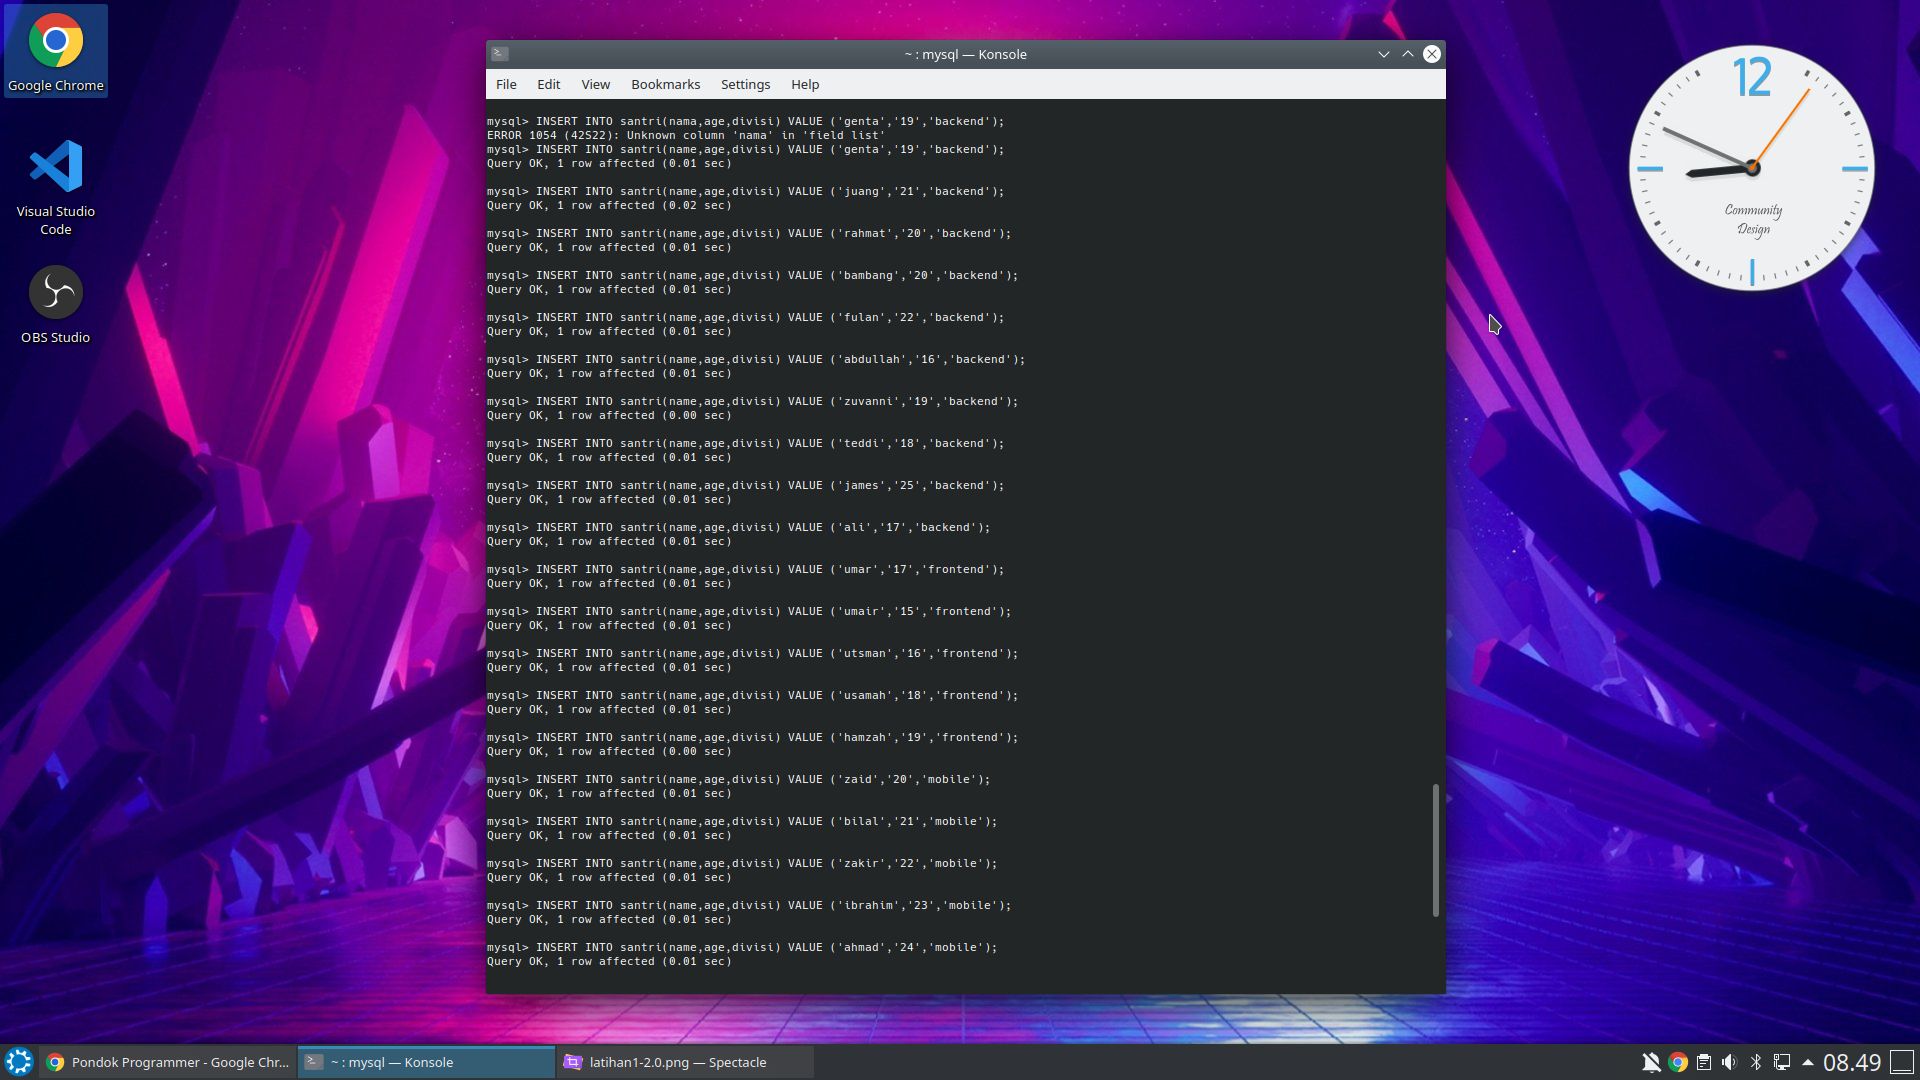 Google Chrome
Visual Studio
Code
OBS Studio
~ : mysql — Konsole
File Edit View Bookmarks Settings Help
mysql> INSERT INTO santri(nama,age,divisi) VALUE ('genta','19','backend');
ERROR 1054 (42S22): Unknown column 'nama' in 'field list'
mysql> INSERT INTO santri(name,age,divisi) VALUE ('genta','19','backend');
Query OK, 1 row affected (0.01 sec)
mysql> INSERT INTO santri(name,age,divisi) VALUE ('juang','21','backend');
Query OK, 1 row affected (0.02 sec)
mysql> INSERT INTO santri(name,age,divisi) VALUE ('rahmat','20','backend');
Query OK, 1 row affected (0.01 sec)
mysql> INSERT INTO santri(name,age,divisi) VALUE ('bambang','20','backend');
Query OK, 1 row affected (0.01 sec)
mysql> INSERT INTO santri(name,age,divisi) VALUE ('fulan','22','backend');
Query OK, 1 row affected (0.01 sec)
mysql> INSERT INTO santri(name,age,divisi) VALUE ('abdullah','16','backend');
Query OK, 1 row affected (0.01 sec)
mysql> INSERT INTO santri(name,age,divisi) VALUE ('zuvanni','19','backend');
Query OK, 1 row affected (0.00 sec)
mysql> INSERT INTO santri(name,age,divisi) VALUE ('teddi','18','backend');
Query OK, 1 row affected (0.01 sec)
mysql> INSERT INTO santri(name,age,divisi) VALUE ('james','25','backend');
Query OK, 1 row affected (0.01 sec)
mysql> INSERT INTO santri(name,age,divisi) VALUE ('ali','17','backend');
Query OK, 1 row affected (0.01 sec)
mysql> INSERT INTO santri(name,age,divisi) VALUE ('umar','17','frontend');
Query OK, 1 row affected (0.01 sec)
mysql> INSERT INTO santri(name,age,divisi) VALUE ('umair','15','frontend');
Query OK, 1 row affected (0.01 sec)
mysql> INSERT INTO santri(name,age,divisi) VALUE ('utsman','16','frontend');
Query OK, 1 row affected (0.01 sec)
mysql> INSERT INTO santri(name,age,divisi) VALUE ('usamah','18','frontend');
Query OK, 1 row affected (0.01 sec)
mysql> INSERT INTO santri(name,age,divisi) VALUE ('hamzah','19','frontend');
Query OK, 1 row affected (0.00 sec)
mysql> INSERT INTO santri(name,age,divisi) VALUE ('zaid','20','mobile');
Query OK, 1 row affected (0.01 sec)
mysql> INSERT INTO santri(name,age,divisi) VALUE ('bilal','21','mobile');
Query OK, 1 row affected (0.01 sec)
mysql> INSERT INTO santri(name,age,divisi) VALUE ('zakir','22','mobile');
Query OK, 1 row affected (0.01 sec)
mysql> INSERT INTO santri(name,age,divisi) VALUE ('ibrahim','23','mobile');
Query OK, 1 row affected (0.01 sec)
mysql> INSERT INTO santri(name,age,divisi) VALUE ('ahmad','24','mobile');
Query OK, 1 row affected (0.01 sec)
12
Community
Design
Pondok Programmer - Google Chr...
~ : mysql — Konsole
latihan1-2.0.png — Spectacle
08.49